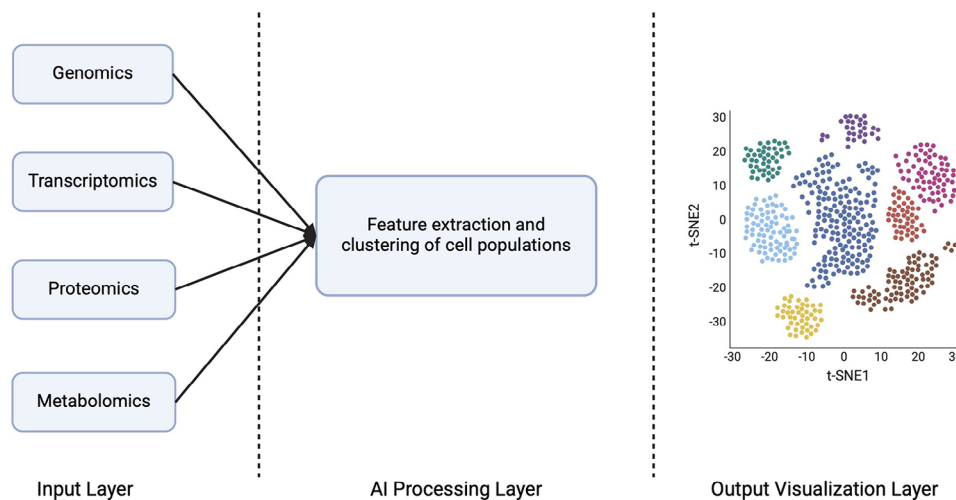 Genomics
Transcriptomics
Proteomics
Metabolomics
Feature extraction and
clustering of cell populations
t-SNE2
30
20
10
0
-10
-20
-30
-30 -20 -10 0 10 20 3
t-SNE1
Input Layer
AI Processing Layer
Output Visualization Layer